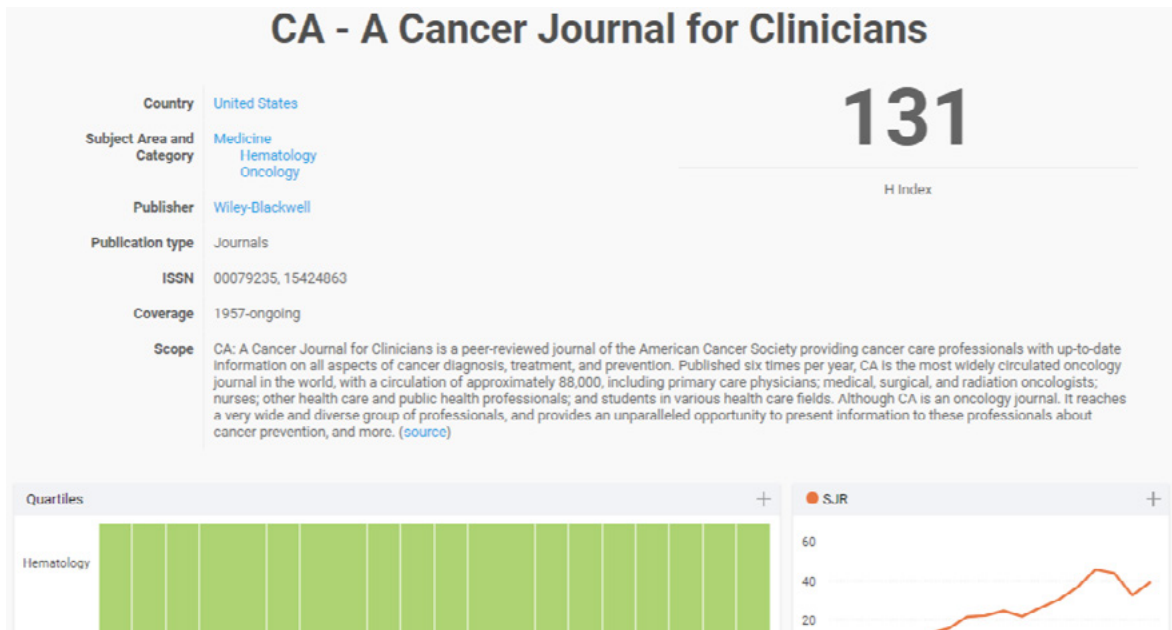 CA - A Cancer Journal for Clinicians
Country United States
131
Subject Area and Category Medicine
Hematology
Oncology
H Index
Publisher Wiley-Blackwell
Publication type Journals
ISSN 00079235, 15424863
Coverage 1957-ongoing
Scope CA: A Cancer Journal for Clinicians is a peer-reviewed journal of the American Cancer Society providing cancer care professionals with up-to-date
information on all aspects of cancer diagnosis, treatment, and prevention. Published six times per year, CA is the most widely circulated oncology
journal in the world, with a circulation of approximately 88,000, including primary care physicians; medical, surgical, and radiation oncologists;
nurses; other health care and public health professionals; and students in various health care fields. Although CA is an oncology journal. It reaches
a very wide and diverse group of professionals, and provides an unparalleled opportunity to present information to these professionals about
cancer prevention, and more. (source)
Quartiles
SJR
Hematology
60
40
20